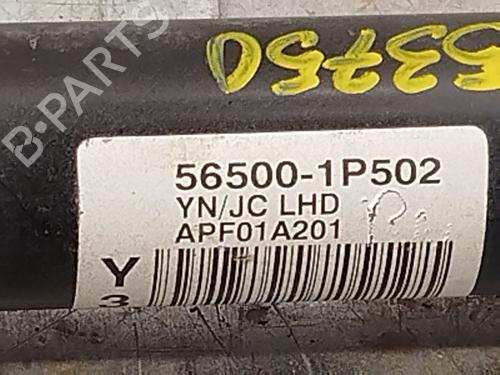 B-PARTS
53750
56500-1P502
YN/JC LHD
APF01A201
Y
3